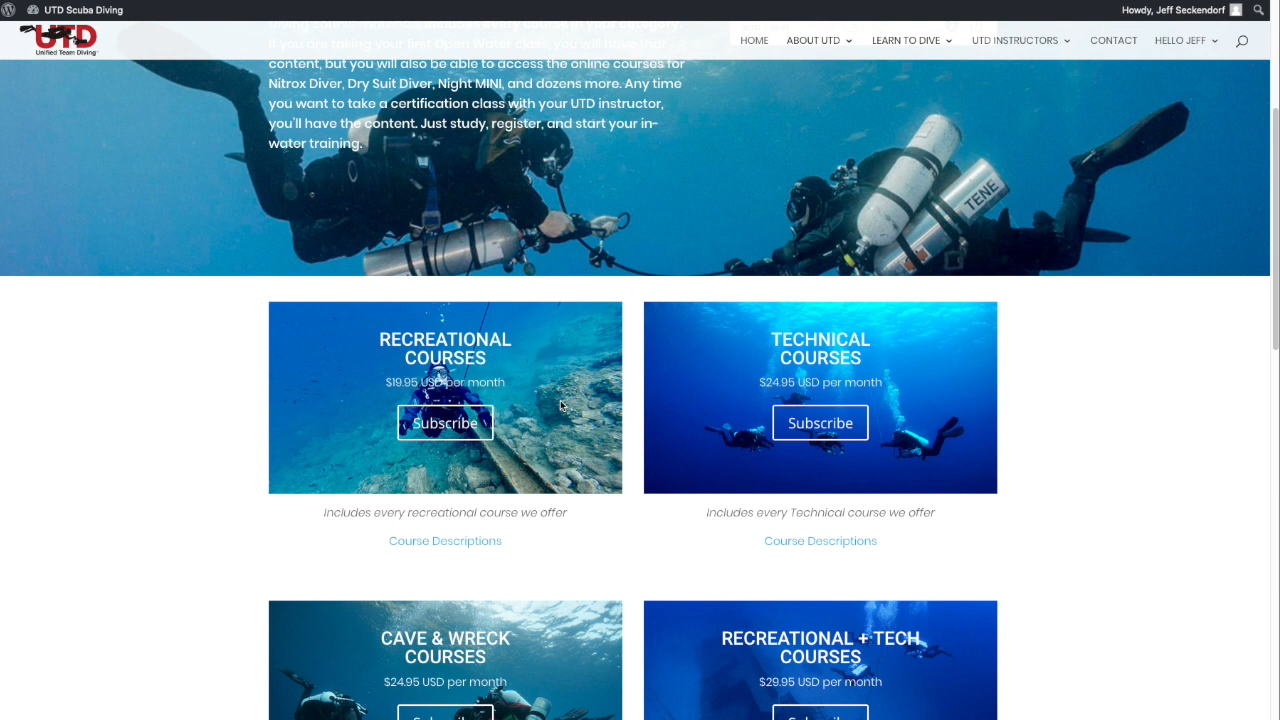 UTD Scuba Diving
Howdy, Jeff Seckendorf
UTD
Unified Team Diving
HOME
ABOUT UTD
LEARN TO DIVE
UTD INSTRUCTORS
CONTACT
HELLO JEFF
If you are taking your first Open Water class, you will have that
content, but you will also be able to access the online courses for
Nitrox Diver, Dry Suit Diver, Night MINI, and dozens more. Any time
you want to take a certification class with your UTD instructor,
you'll have the content. Just study, register, and start your in-
water training.
TENE
RECREATIONAL
COURSES
$19.95 USD per month
Subscribe
Includes every recreational course we offer
Course Descriptions
TECHNICAL
COURSES
$24.95 USD per month
Subscribe
Includes every Technical course we offer
Course Descriptions
CAVE & WRECK
COURSES
$24.95 USD per month
RECREATIONAL + TECH
COURSES
$29.95 USD per month